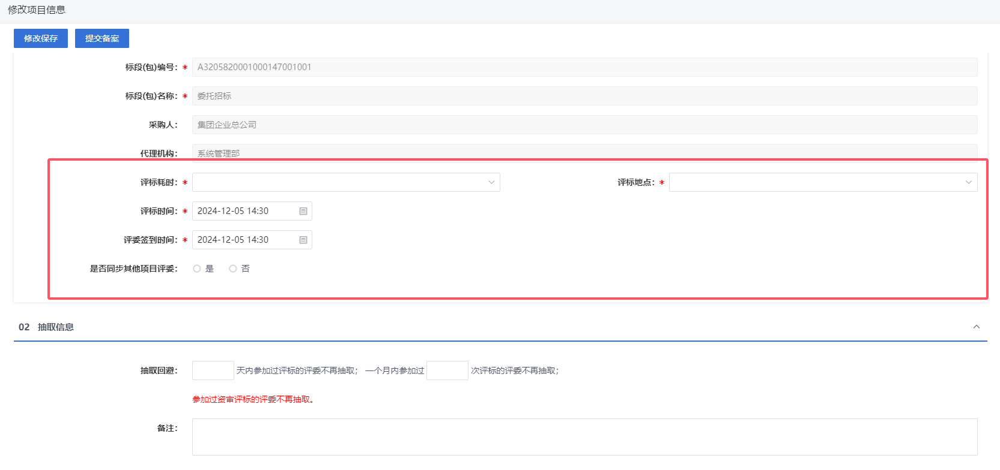 修改项目信息
修改保存 提交备案
标段(包)编号：* A3205820001000147001001
标段(包)名称：* 委托招标
采购人： 集团企业总公司
代理机构： 系统管理部
评标耗时：* 评标地点：*
评标时间：* 2024-12-05 14:30
评委签到时间：* 2024-12-05 14:30
是否同步其他项目评委： 是 否
02 抽取信息
抽取回避： 天内参加过评标的评委不再抽取； 一个月内参加过 次评标的评委不再抽取；
参加过资审评标的评委不再抽取。
备注：